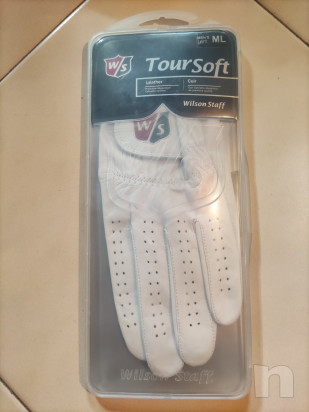 W/S
TourSoft
ML
Leather
Cuir
Wilson Staff
W/S
Wilson Staff
n